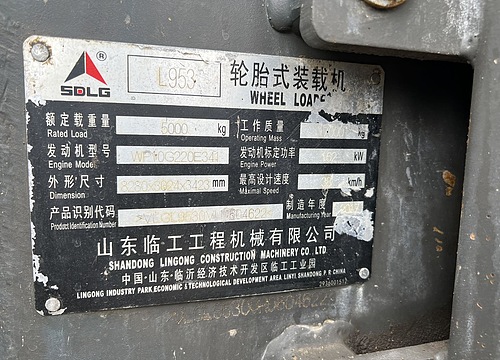 SDLG ® L953 轮胎式装载机
WHEEL LOADER
额定载重量 5000 kg 工作质量 kg
Rated Load Operating Mass
发动机型号 WP10G220E341 发动机标定功率 kW
Engine Model Engine Power
外形尺寸 mm 最高设计速度 km/h
Dimension Maximal Speed
产品识别代码 制造年度
Product Identification Number Manufacturing Year
山东临工工程机械有限公司
SHANDONG LINGONG CONSTRUCTION MACHINERY CO., LTD
中国·山东·临沂经济技术开发区临工工业园
LINGONG INDUSTRY PARK.ECONOMIC & TECHNOLOGICAL DEVELOPMENT AREA LINYI SHANDONG P R CHINA